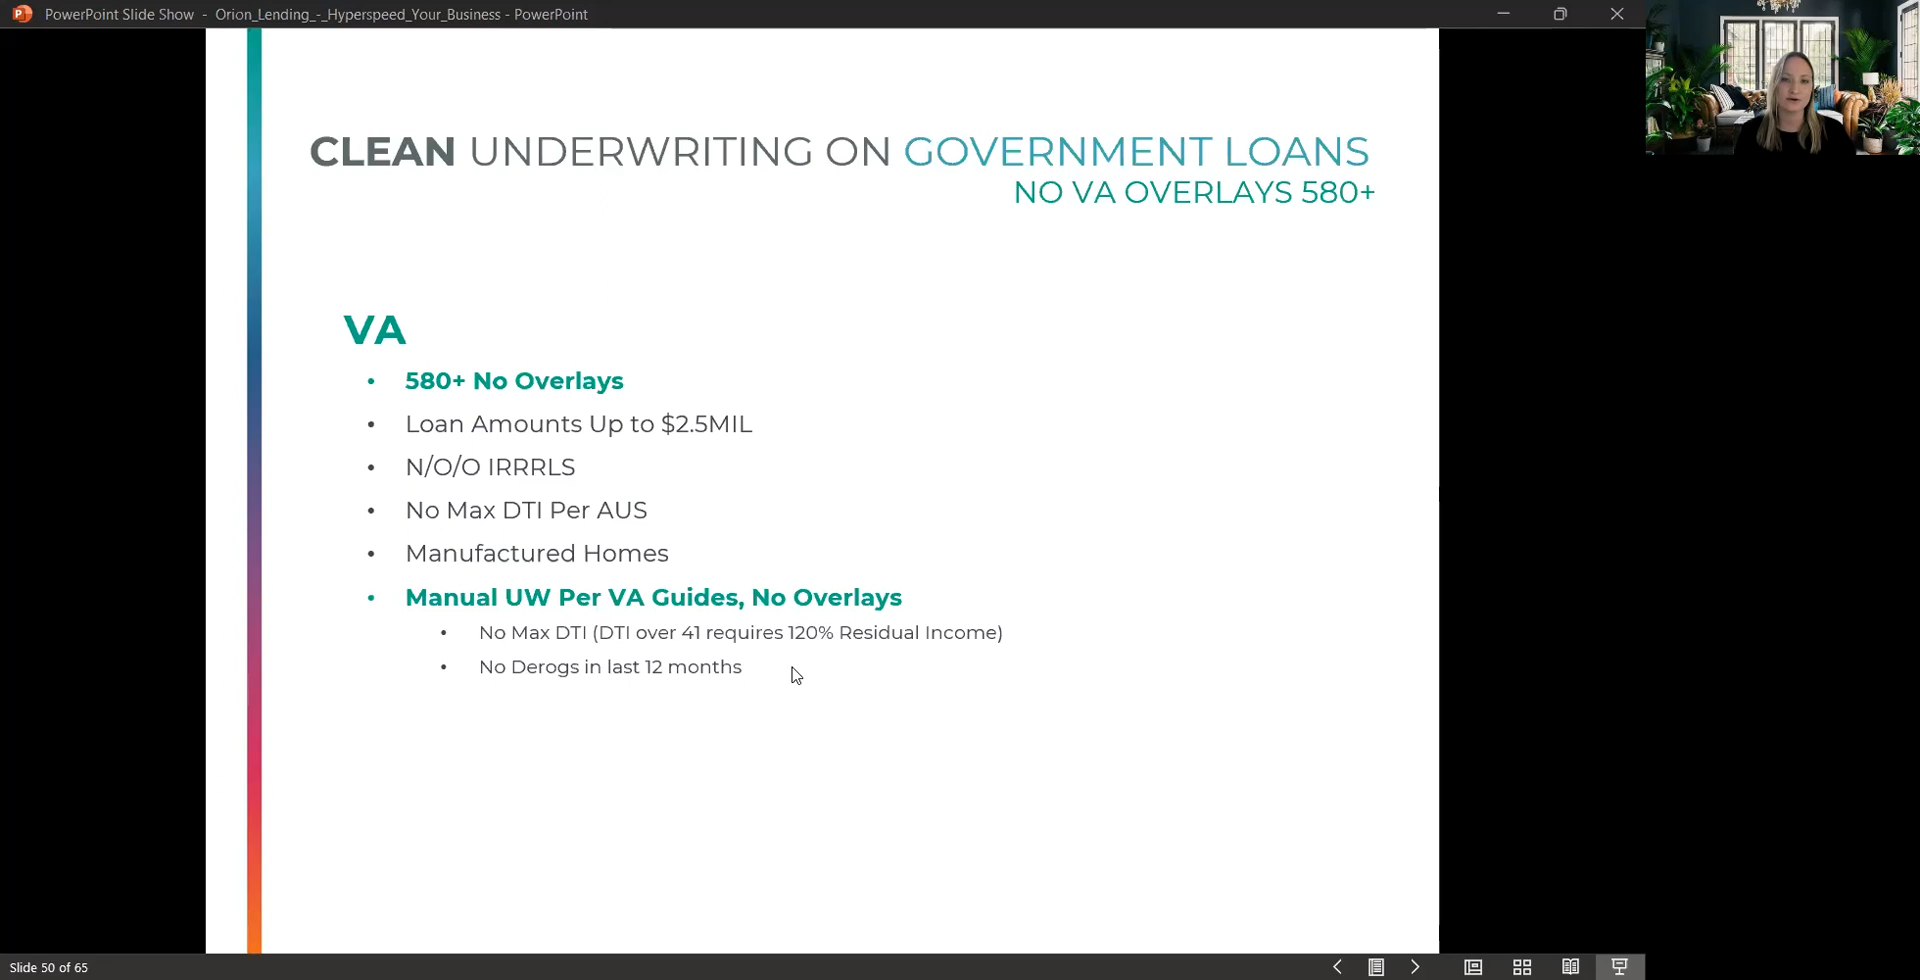 PowerPoint Slide Show - Orion_Lending_-_Hyperspeed_Your_Business - PowerPoint
CLEAN UNDERWRITING ON GOVERNMENT LOANS
NO VA OVERLAYS 580+
VA
• 580+ No Overlays
• Loan Amounts Up to $2.5MIL
• N/O/O IRRRLS
• No Max DTI Per AUS
• Manufactured Homes
• Manual UW Per VA Guides, No Overlays
• No Max DTI (DTI over 41 requires 120% Residual Income)
• No Derogs in last 12 months
Slide 50 of 65